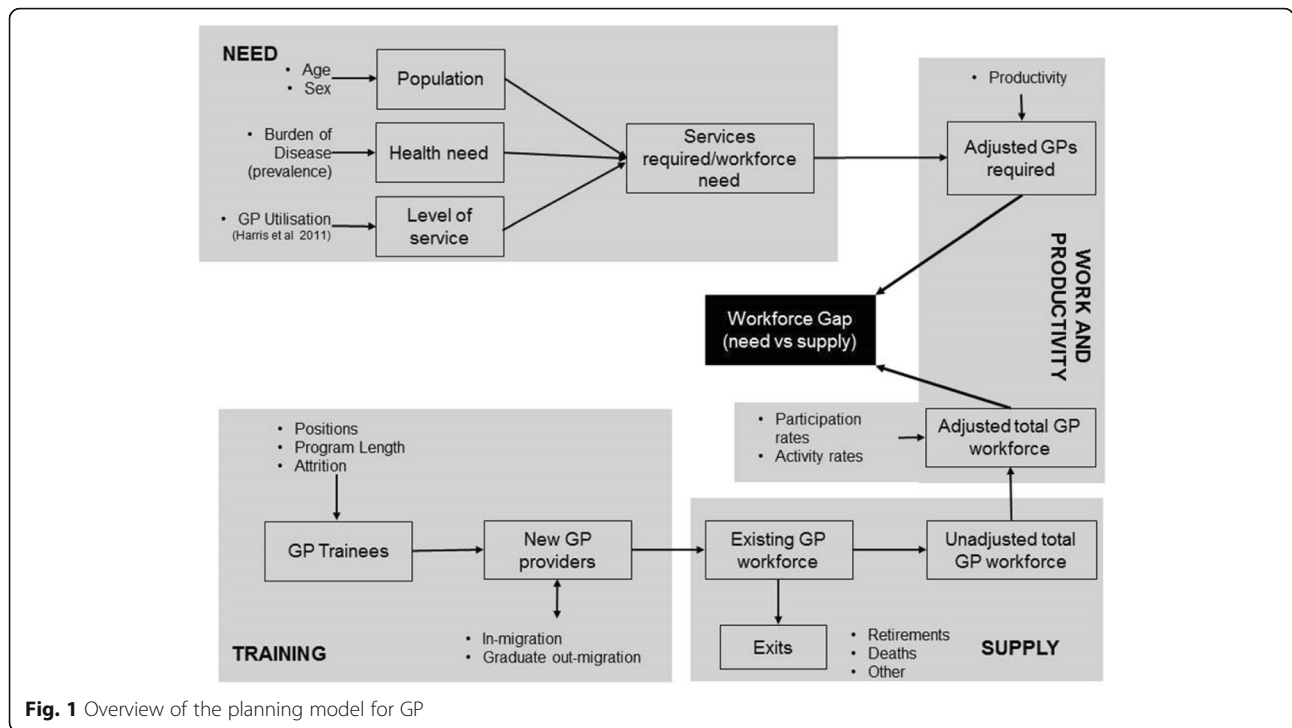 NEED
• Age
• Sex
Population
• Burden of
Disease
(prevalence)
Health need
• GP Utilisation
(Harris et al 2011)
Level of
service
Services
required/workforce
need
• Productivity
Adjusted GPs
required
WORK AND
PRODUCTIVITY
Workforce Gap
(need vs supply)
• Participation
rates
• Activity rates
Adjusted total GP
workforce
• Positions
• Program Length
• Attrition
GP Trainees
New GP
providers
• In-migration
• Graduate out-migration
TRAINING
Existing GP
workforce
Unadjusted total
GP workforce
Exits
• Retirements
• Deaths
• Other
SUPPLY
Fig. 1 Overview of the planning model for GP